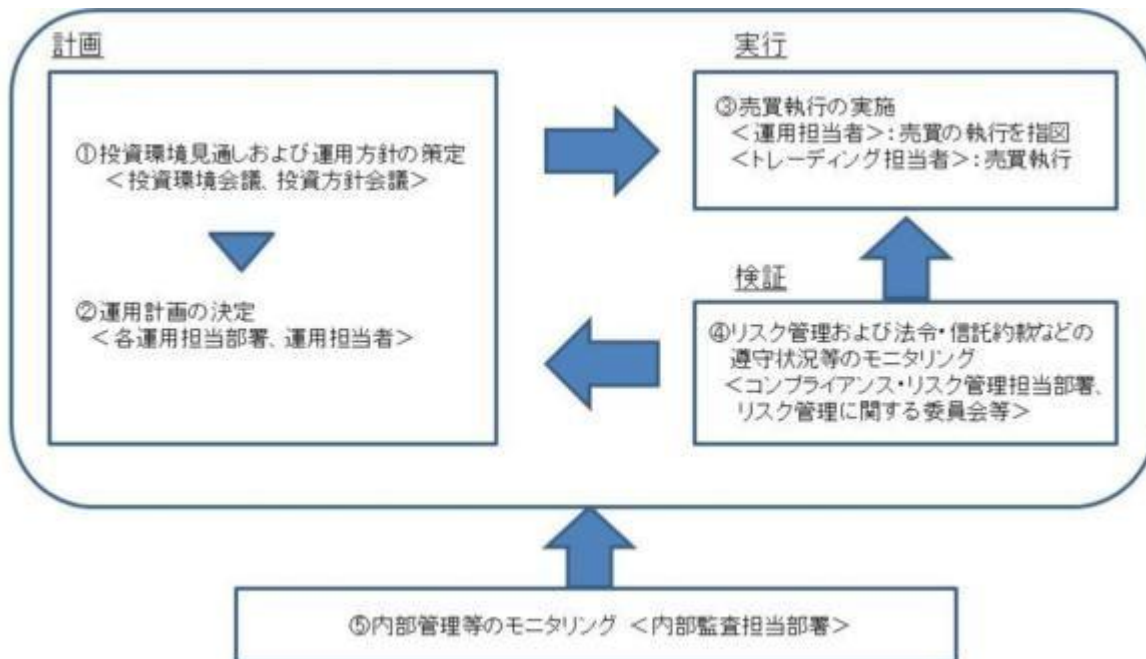 計画
①投資環境見通しおよび運用方針の策定
＜投資環境会議、投資方針会議＞
②運用計画の決定
＜各運用担当部署、運用担当者＞
実行
③売買執行の実施
＜運用担当者＞：売買の執行を指図
＜トレーディング担当者＞：売買執行
検証
④リスク管理および法令・信託約款などの
遵守状況等のモニタリング
＜コンプライアンス・リスク管理担当部署、
リスク管理に関する委員会等＞
⑤内部管理等のモニタリング ＜内部監査担当部署＞